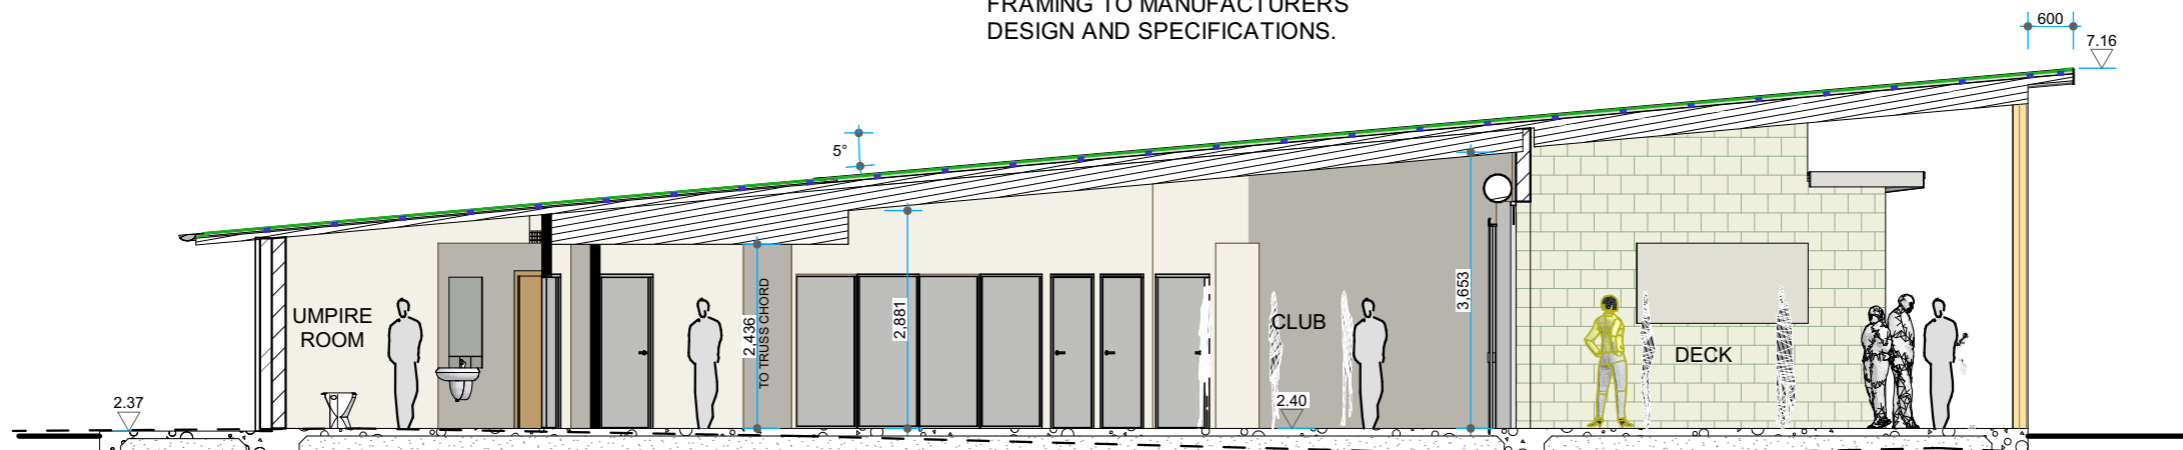 FRAMING TO MANUFACTURERS
DESIGN AND SPECIFICATIONS.
600
7.16
5°
UMPIRE
ROOM
2,436
TO TRUSS CHORD
2,881
CLUB
3,653
DECK
2.37
2.40